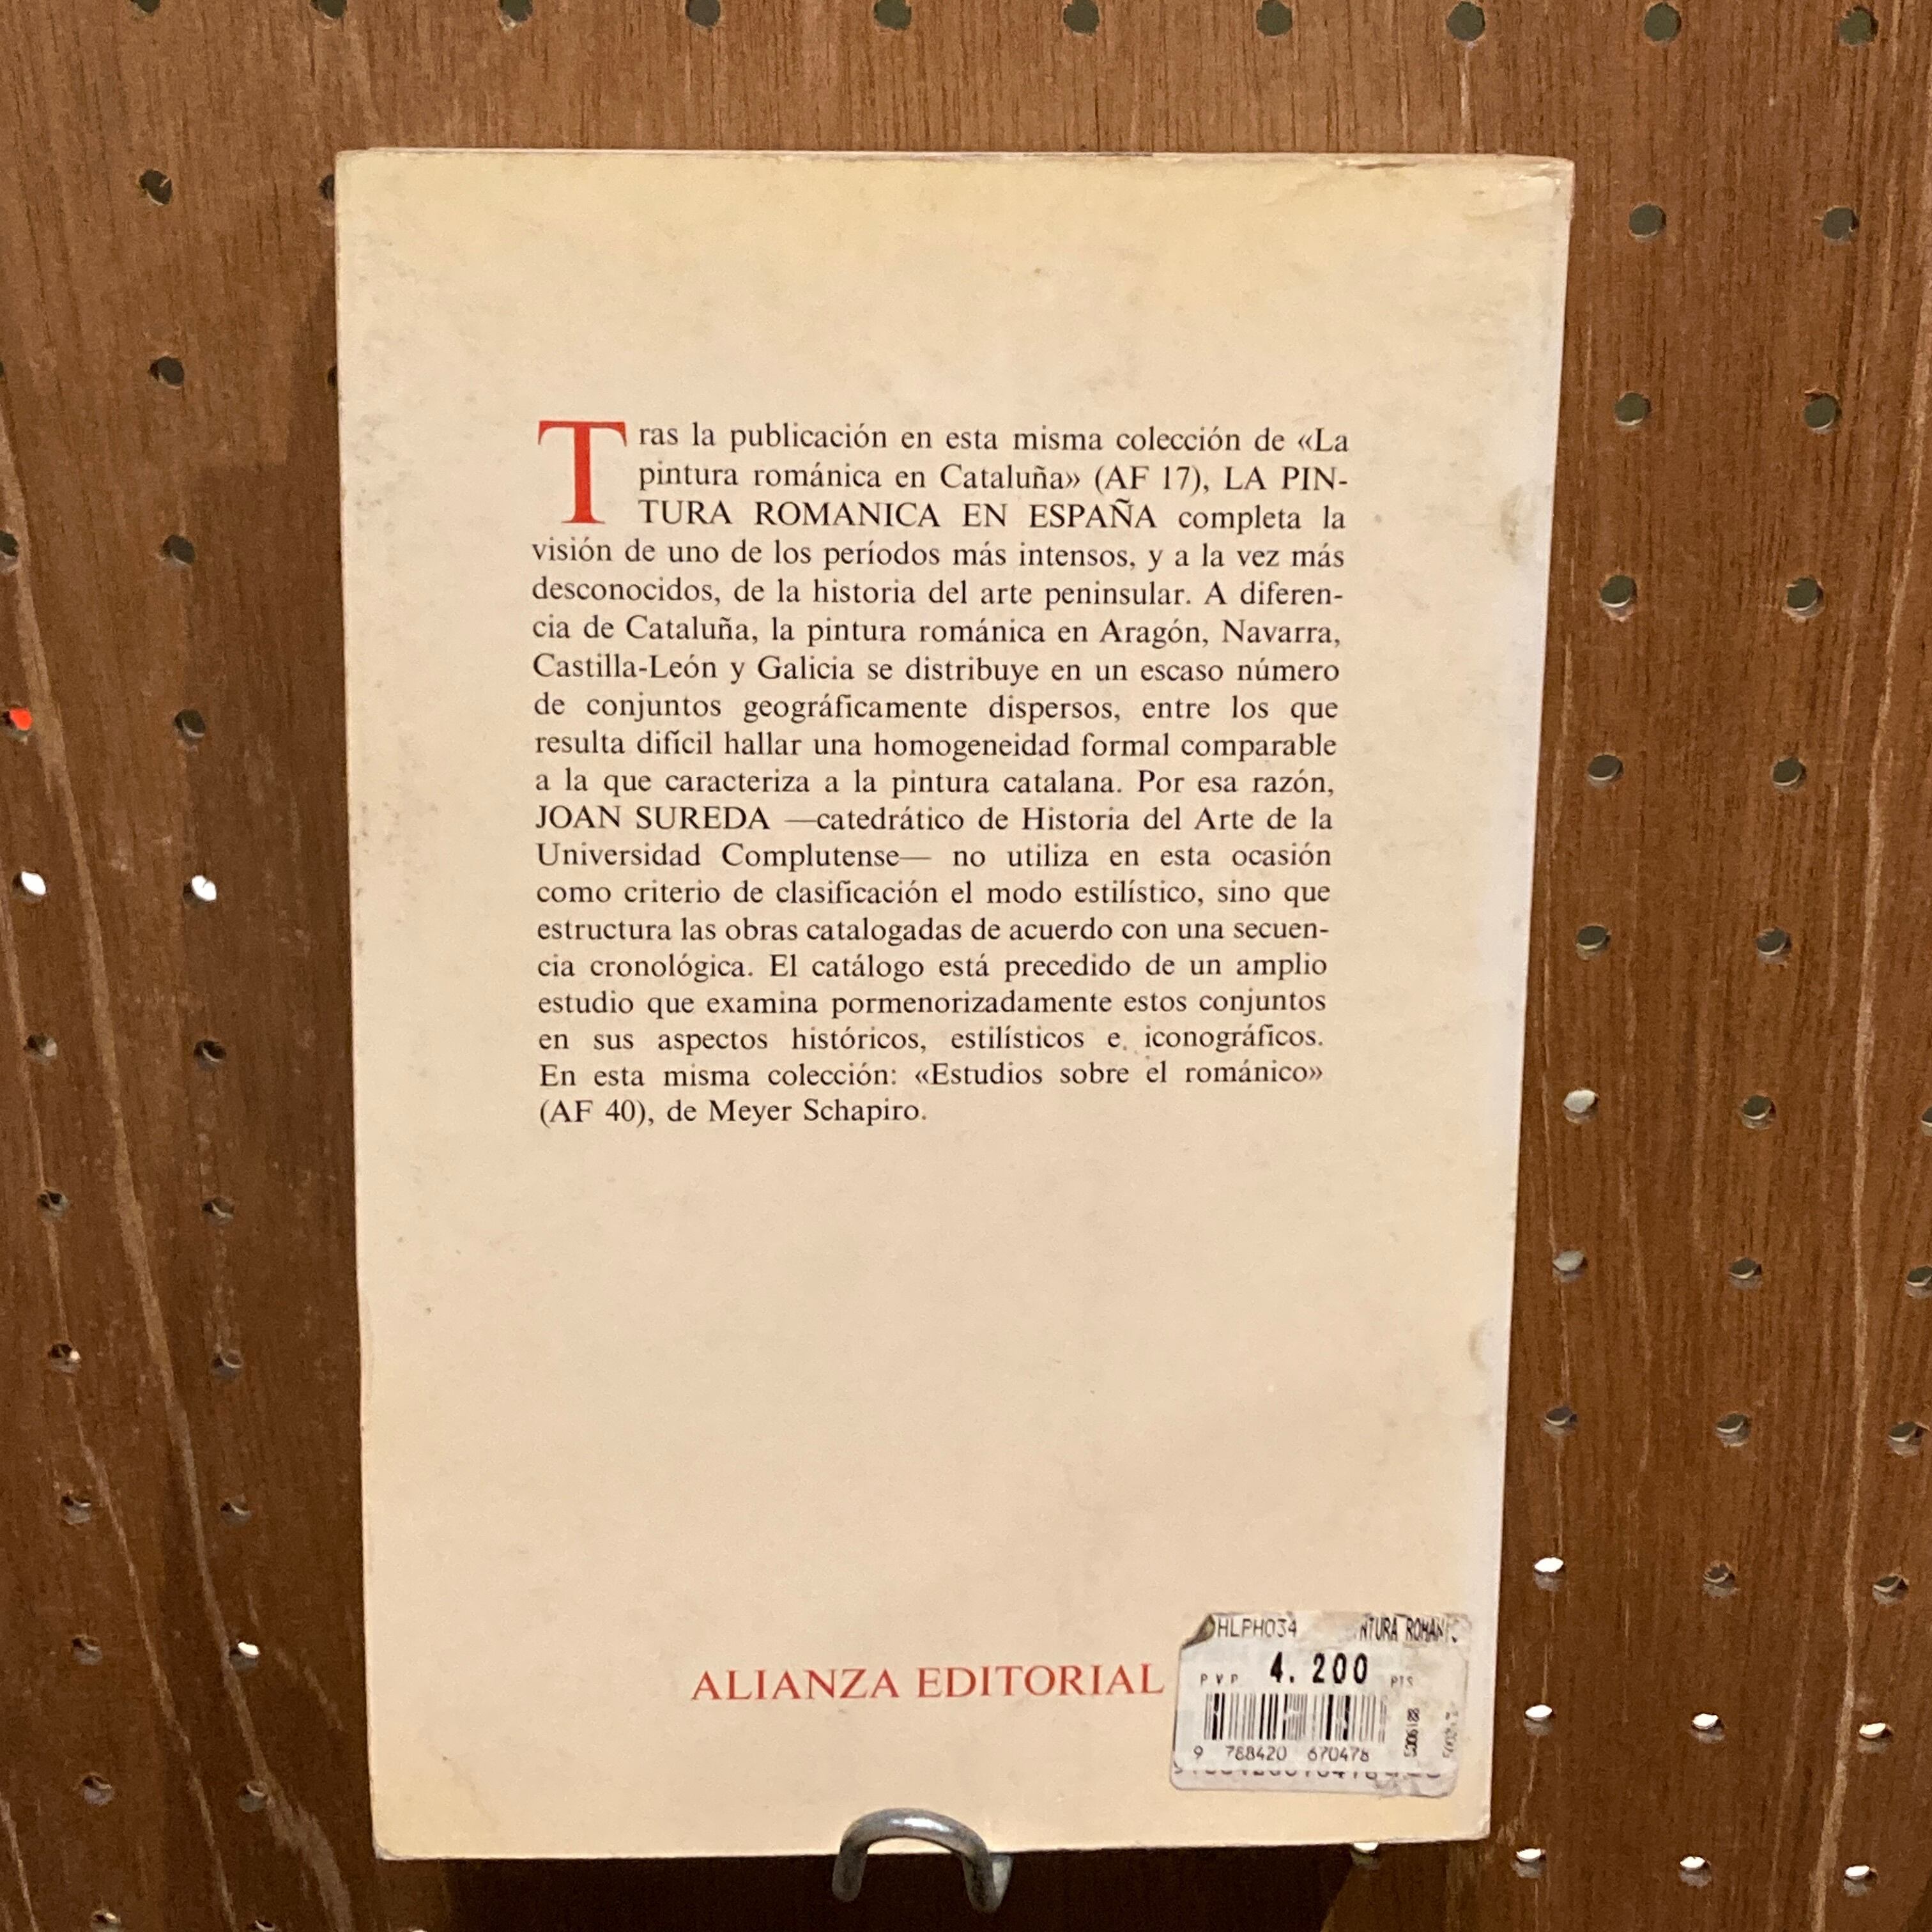 Tras la publicación en esta misma colección de «La
pintura románica en Cataluña» (AF 17), LA PIN-
TURA ROMANICA EN ESPAÑA completa la
visión de uno de los períodos más intensos, y a la vez más
desconocidos, de la historia del arte peninsular. A diferen-
cia de Cataluña, la pintura románica en Aragón, Navarra,
Castilla-León y Galicia se distribuye en un escaso número
de conjuntos geográficamente dispersos, entre los que
resulta difícil hallar una homogeneidad formal comparable
a la que caracteriza a la pintura catalana. Por esa razón,
JOAN SUREDA —catedrático de Historia del Arte de la
Universidad Complutense— no utiliza en esta ocasión
como criterio de clasificación el modo estilístico, sino que
estructura las obras catalogadas de acuerdo con una secuen-
cia cronológica. El catálogo está precedido de un amplio
estudio que examina pormenorizadamente estos conjuntos
en sus aspectos históricos, estilísticos e iconográficos.
En esta misma colección: «Estudios sobre el románico»
(AF 40), de Meyer Schapiro.
ALIANZA EDITORIAL
HLPH034
PVP 4.200 PTS
9 788420 670478